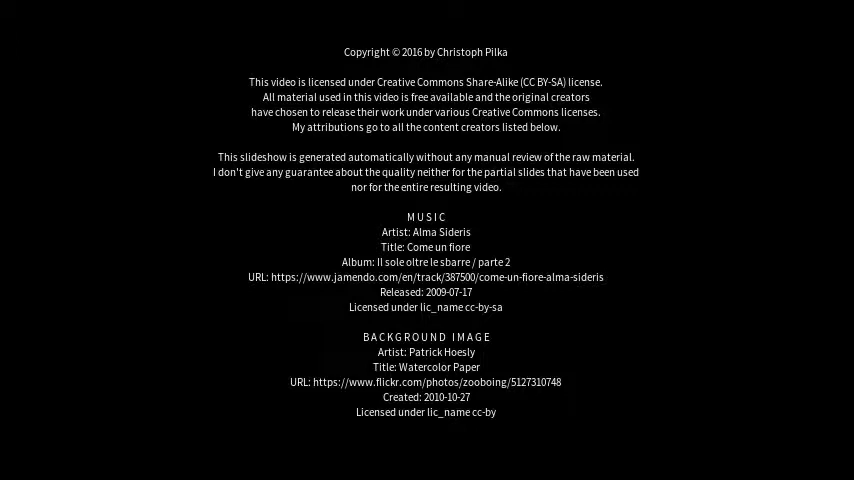 Copyright © 2016 by Christoph Pilka
This video is licensed under Creative Commons Share-Alike (CC BY-SA) license.
All material used in this video is free available and the original creators
have chosen to release their work under various Creative Commons licenses.
My attributions go to all the content creators listed below.
This slideshow is generated automatically without any manual review of the raw material.
I don't give any guarantee about the quality neither for the partial slides that have been used
nor for the entire resulting video.
MUSIC
Artist: Alma Sideris
Title: Come un fiore
Album: Il sole oltre le sbarre / parte 2
URL: https://www.jamendo.com/en/track/387500/come-un-fiore-alma-sideris
Released: 2009-07-17
Licensed under lic_name cc-by-sa
BACKGROUND IMAGE
Artist: Patrick Hoesly
Title: Watercolor Paper
URL: https://www.flickr.com/photos/zooboing/5127310748
Created: 2010-10-27
Licensed under lic_name cc-by